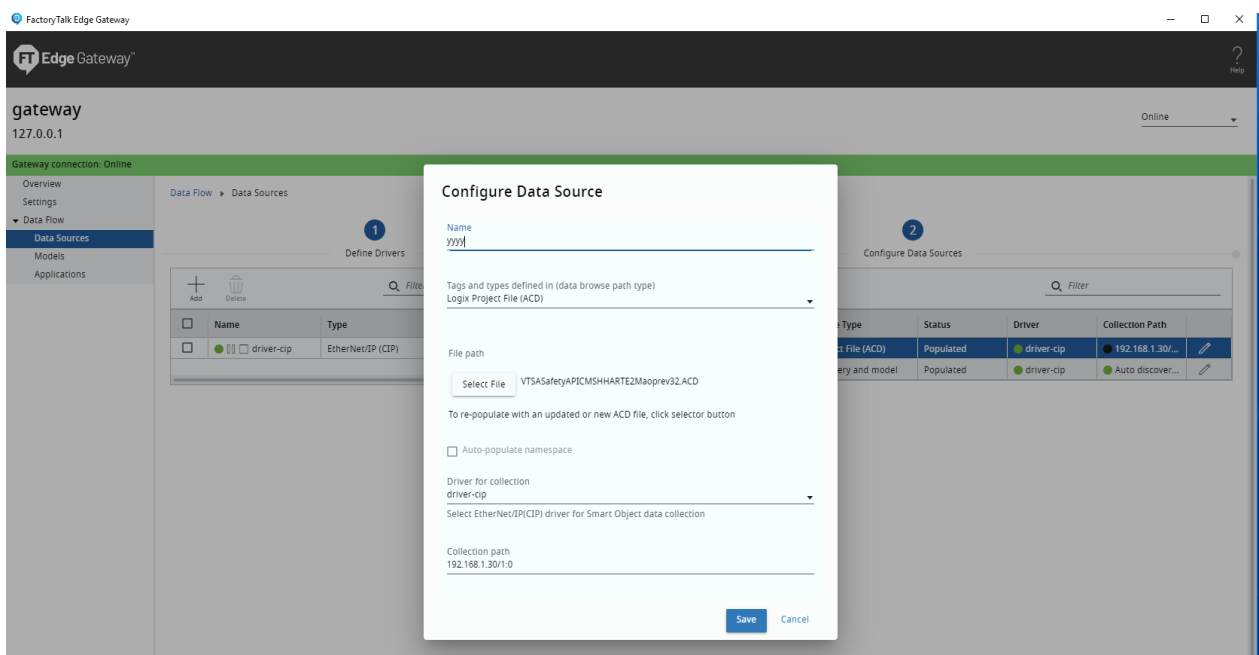 FactoryTalk Edge Gateway
FT Edge Gateway™
Help
gateway
127.0.0.1
Online
Gateway connection: Online
Overview
Settings
Data Flow
Data Sources
Models
Applications
Data Flow Data Sources
1
Define Drivers
2
Configure Data Sources
Add
Delete
Filte
Filter
Name Type
driver-cip EtherNet/IP (CIP)
Type Status Driver Collection Path
ct File (ACD) Populated driver-cip 192.168.1.30/...
ery and model Populated driver-cip Auto discover...
Configure Data Source
Name
yyyy
Tags and types defined in (data browse path type)
Logix Project File (ACD)
File path
Select File VTSASafetyAPICMSHHARTE2Maoprev32.ACD
To re-populate with an updated or new ACD file, click selector button
Auto-populate namespace
Driver for collection
driver-cip
Select EtherNet/IP(CIP) driver for Smart Object data collection
Collection path
192.168.1.30/1:0
Save Cancel